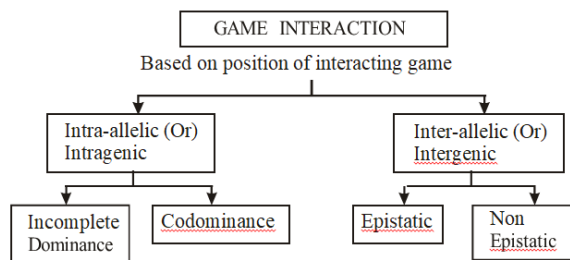 GAME INTERACTION
Based on position of interacting game
Intra-allelic (Or)
Intragenic
Inter-allelic (Or)
Intergenic
Incomplete
Dominance
Codominance
Epistatic
Non
Epistatic